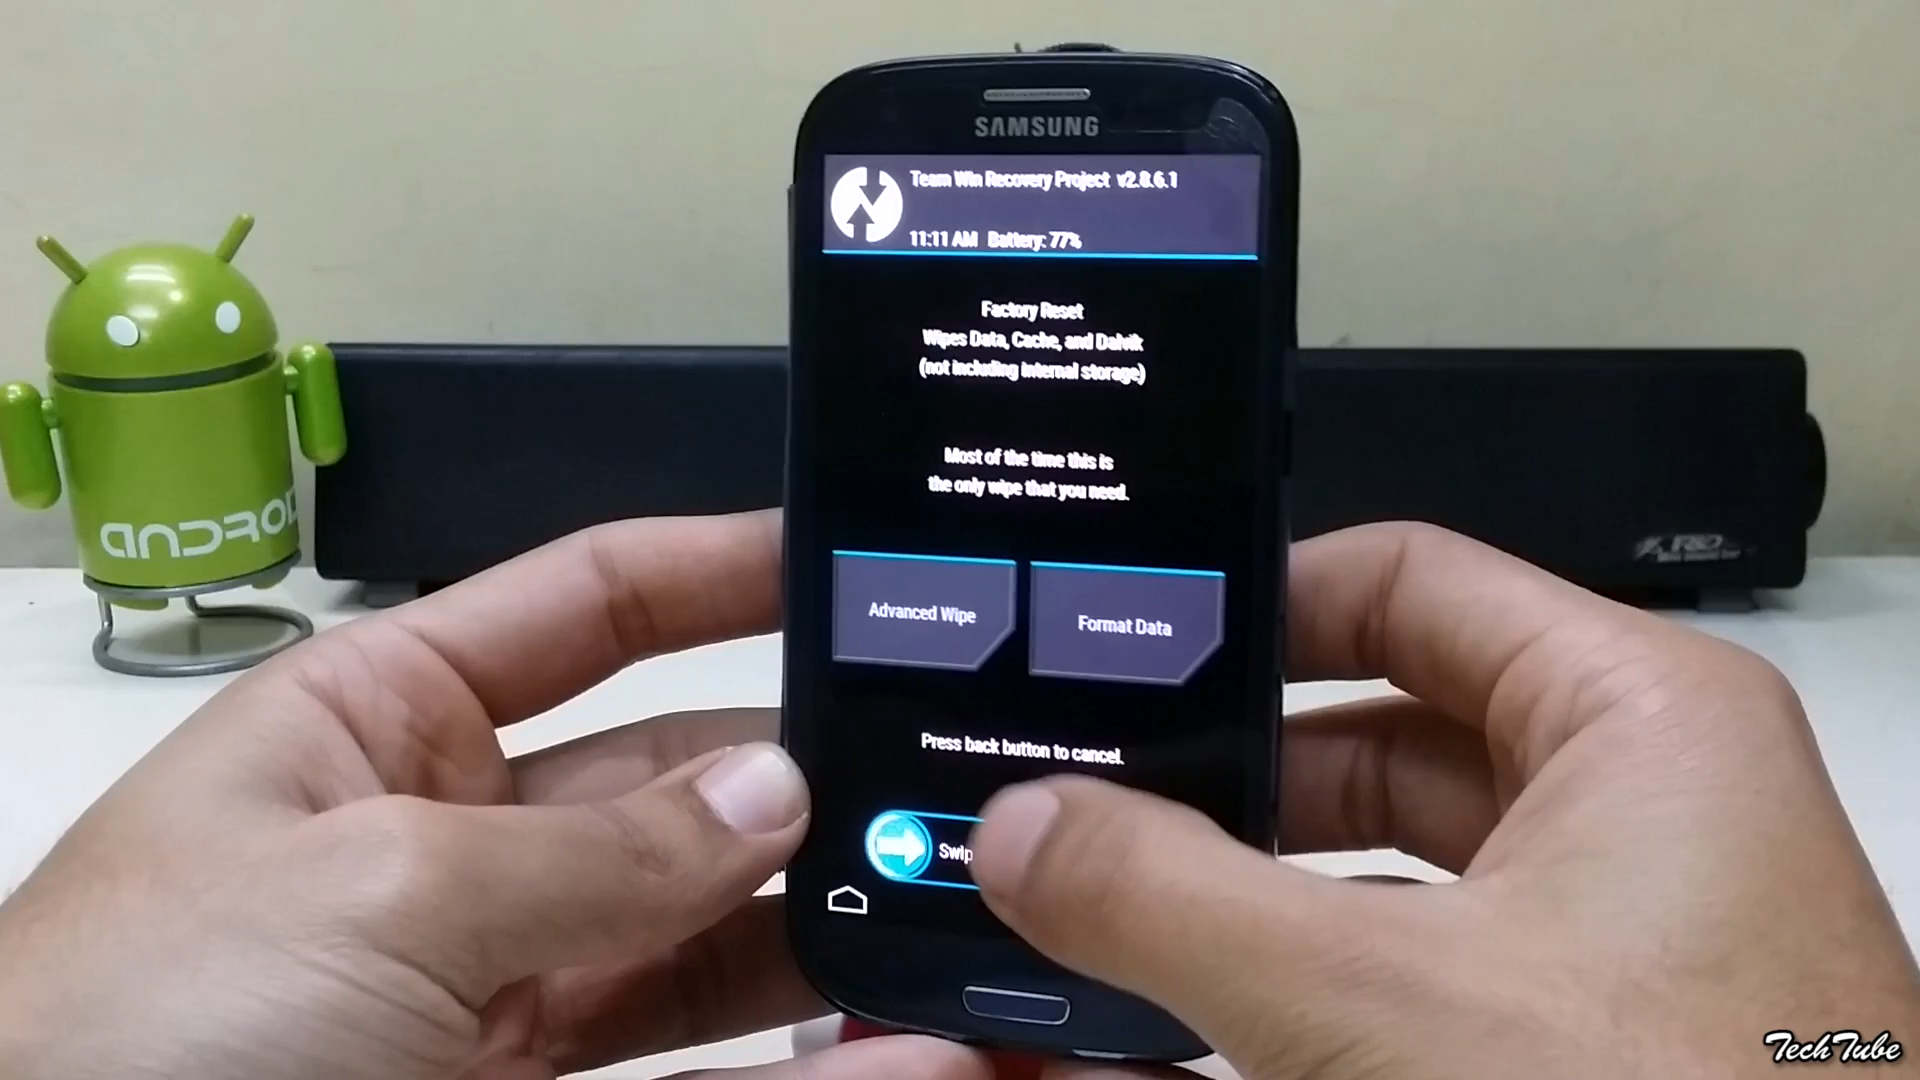 SAMSUNG
Team Win Recovery Project v2.8.6.1
11:11 AM Battery: 77%
Factory Reset
Wipes Data, Cache, and Dalvik
(not including internal storage)
Most of the time this is
the only wipe that you need.
Advanced Wipe
Format Data
Press back button to cancel.
Swip
ANDROID
F&D
TechTube